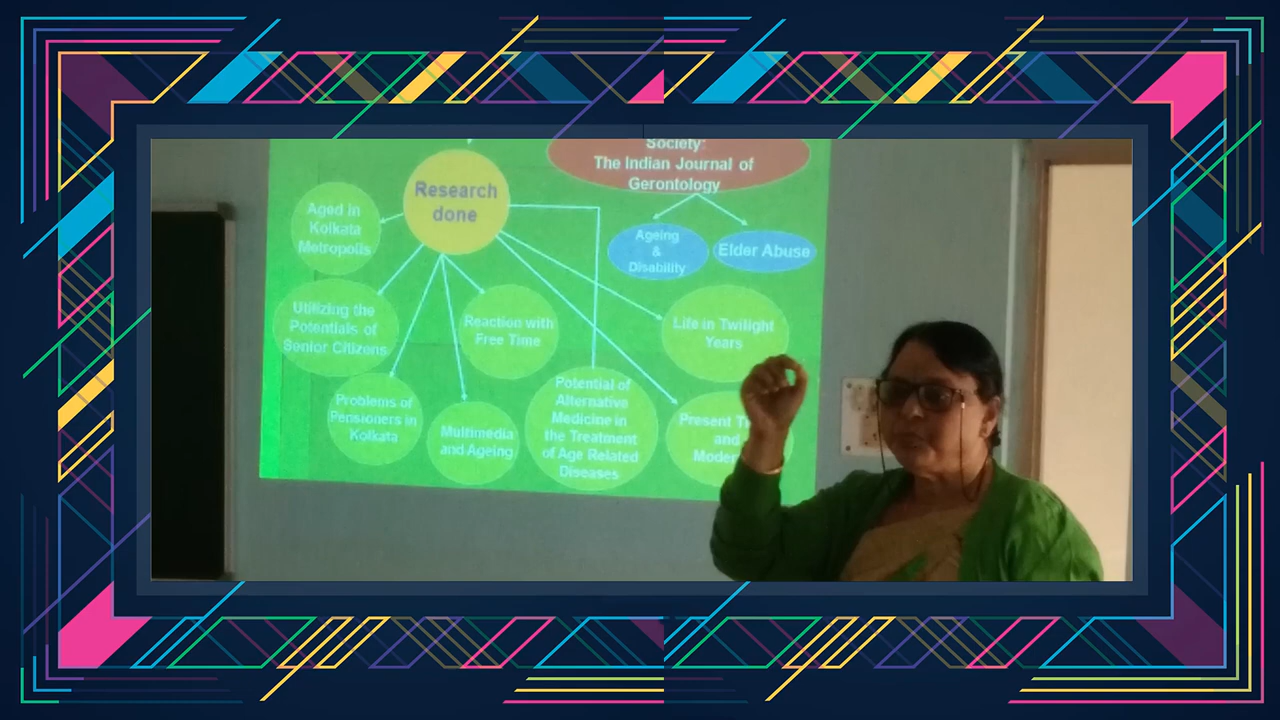 Society:
The Indian Journal of
Gerontology
Research
done
Ageing
&
Disability
Elder Abuse
Aged in
Kolkata
Metropolis
Utilizing the
Potentials of
Senior Citizens
Reaction with
Free Time
Life in Twilight
Years
Problems of
Pensioners in
Kolkata
Multimedia
and Ageing
Potential of
Alternative
Medicine in
the Treatment
of Age Related
Diseases
Present
and